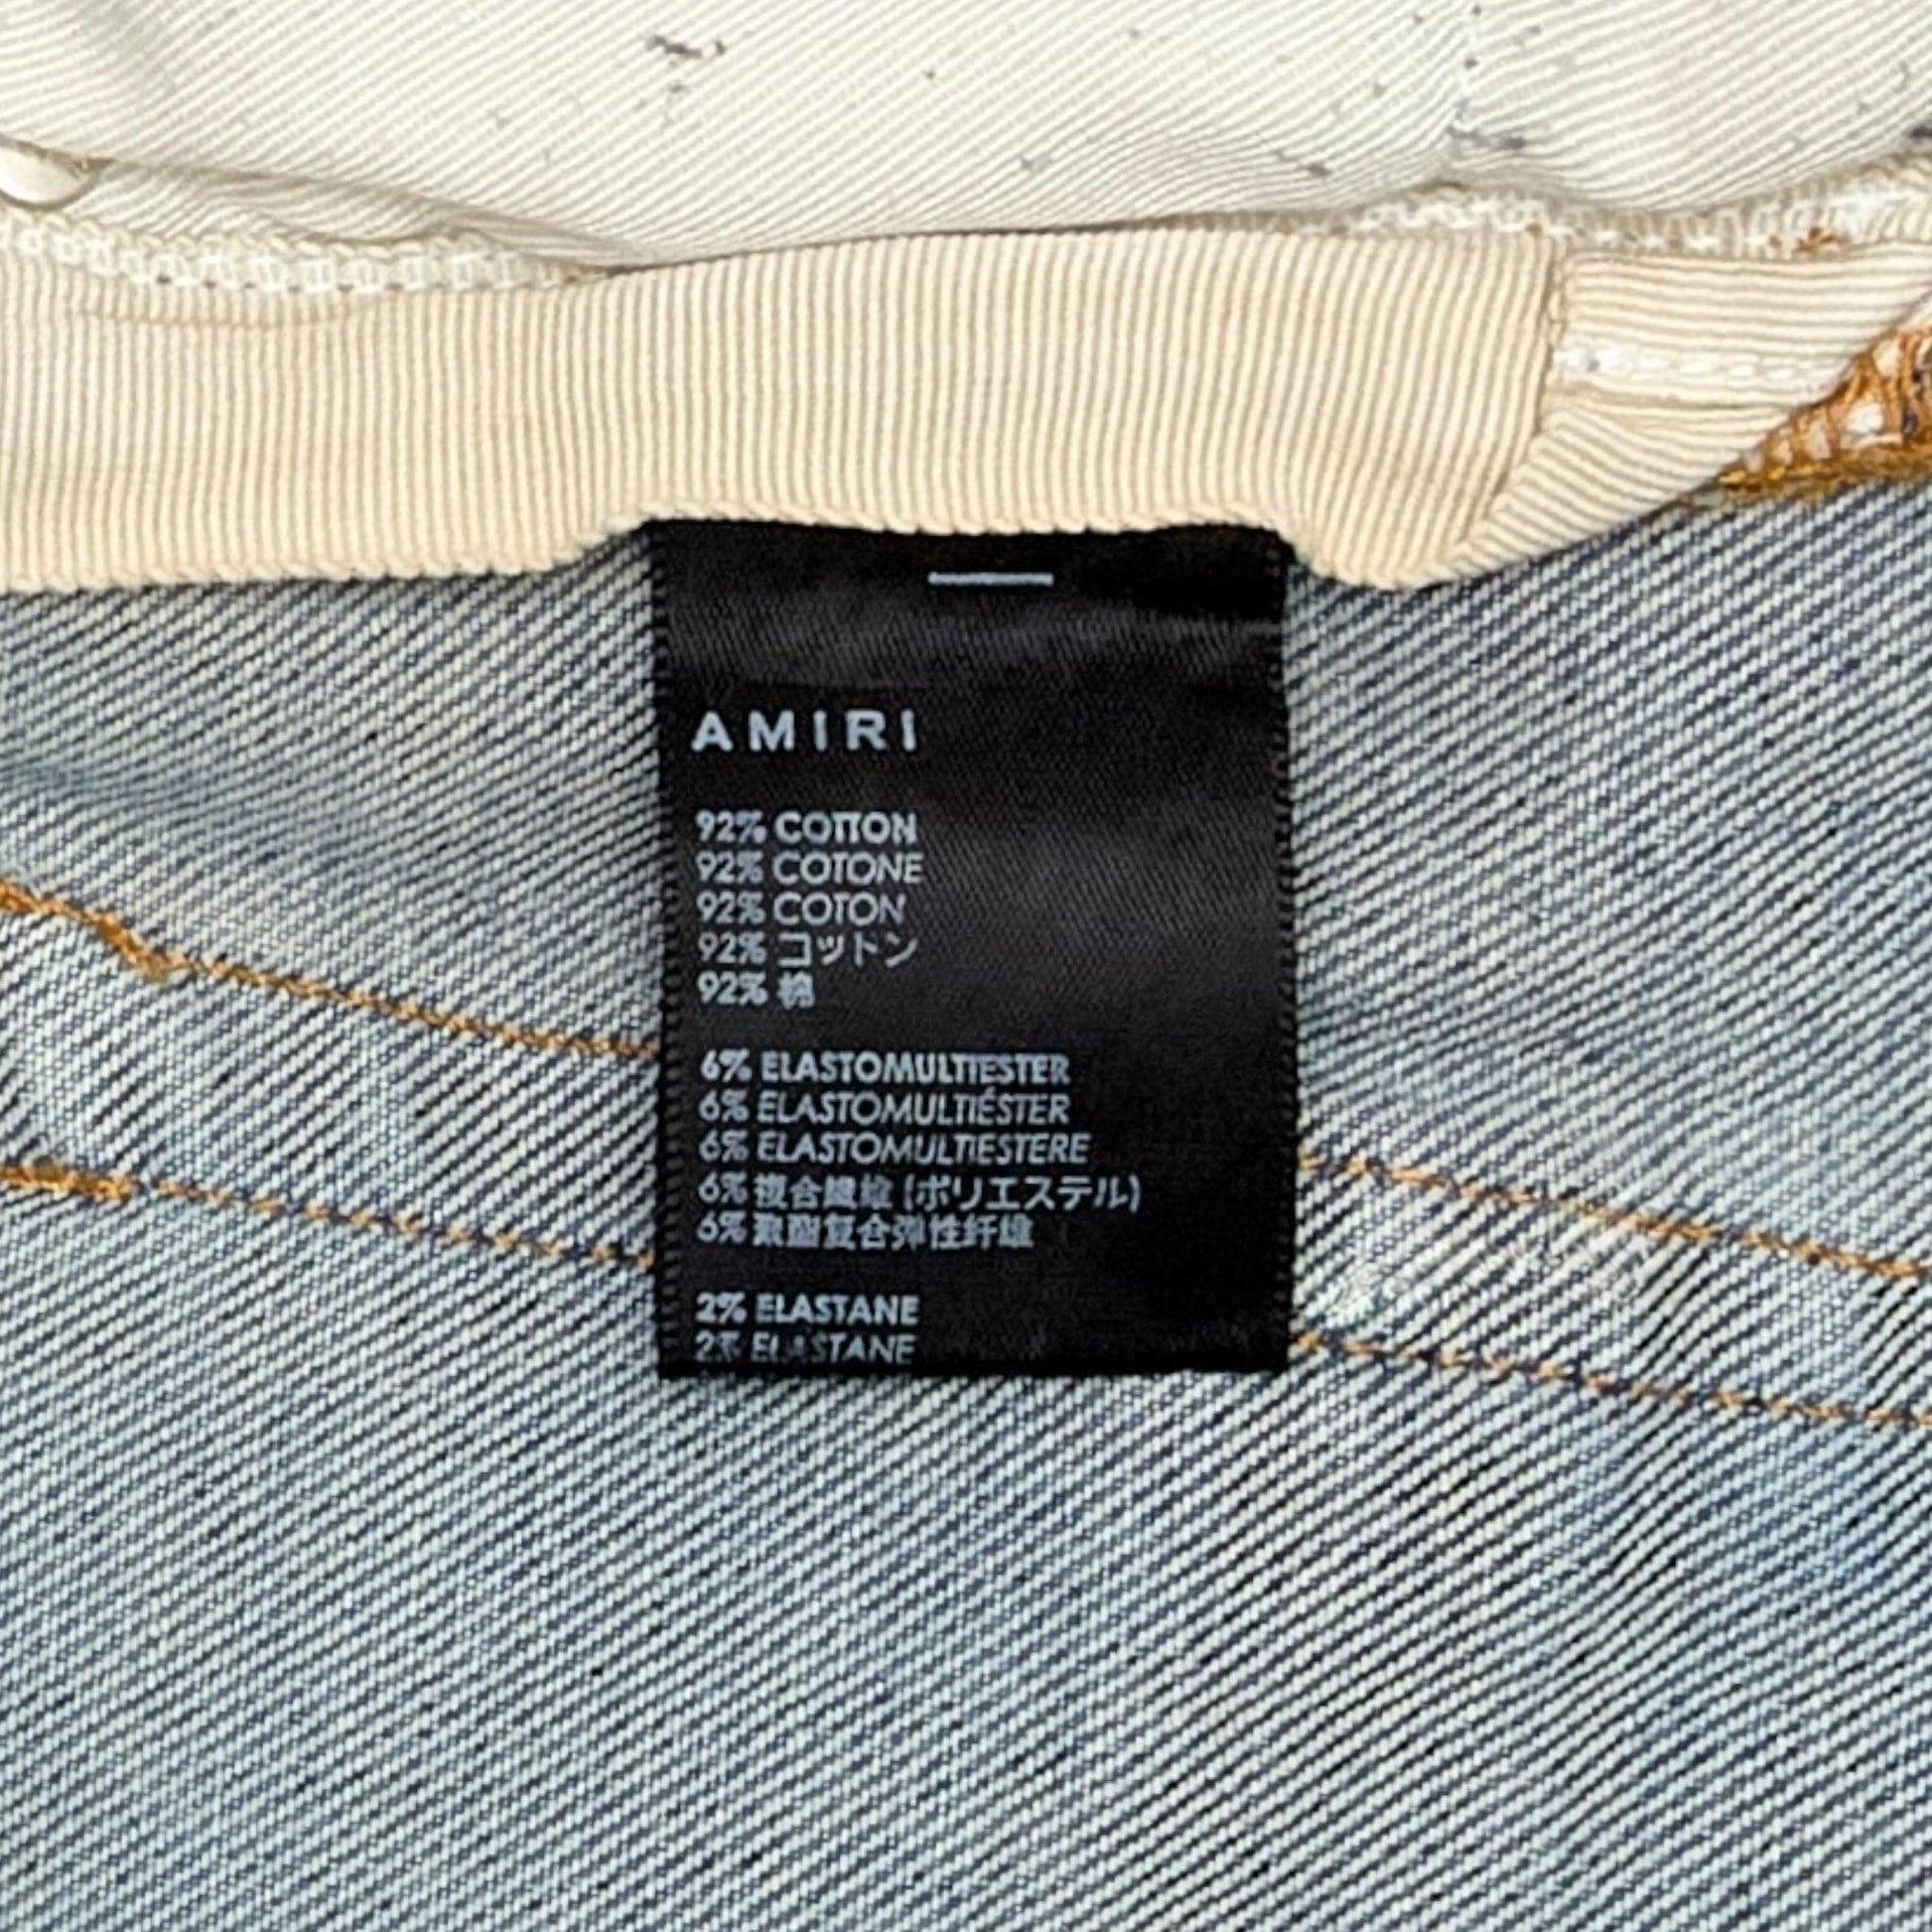 AMIRI
92% COTTON
92% COTONE
92% COTON
92% コットン
92% 棉
6% ELASTOMULTIESTER
6% ELASTOMULTIÉSTER
6% ELASTOMULTIESTERE
6% 複合繊維 (ポリエステル)
6% 聚酯复合弹性纤维
2% ELASTANE
2% ELASTANE